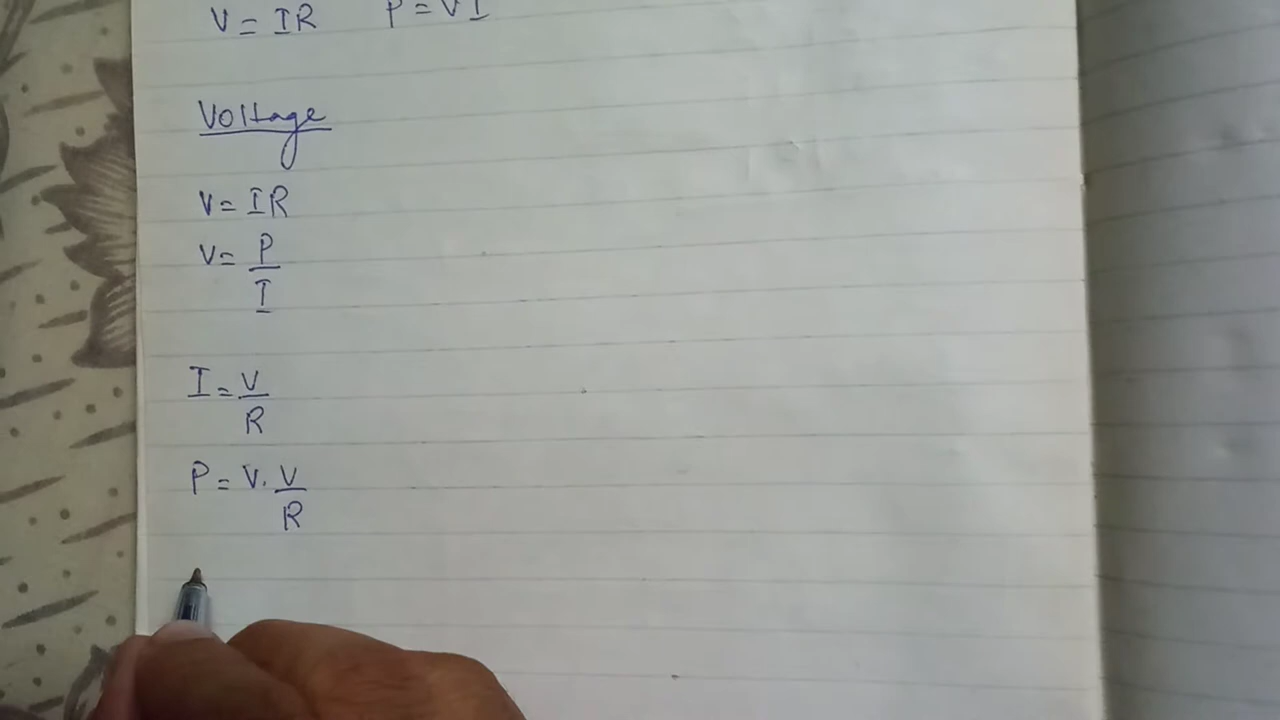 V = IR P = VI
Voltage
V = IR
V = P/I
I = V/R
P = V. V/R